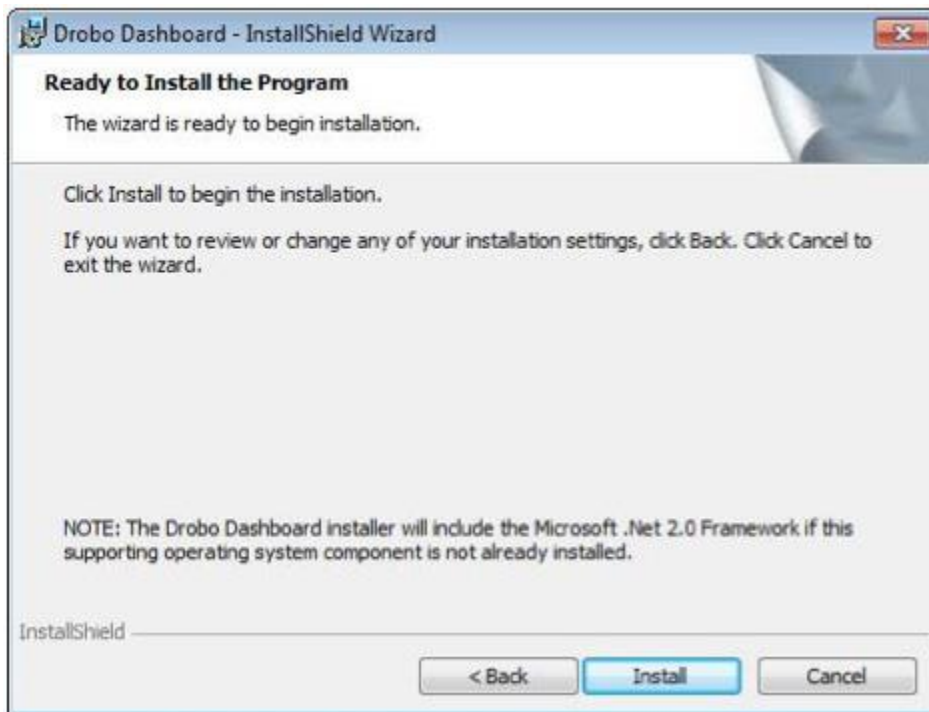 Drobo Dashboard - InstallShield Wizard
Ready to Install the Program
The wizard is ready to begin installation.
Click Install to begin the installation.
If you want to review or change any of your installation settings, click Back. Click Cancel to
exit the wizard.
NOTE: The Drobo Dashboard installer will include the Microsoft .Net 2.0 Framework if this
supporting operating system component is not already installed.
InstallShield
< Back
Install
Cancel